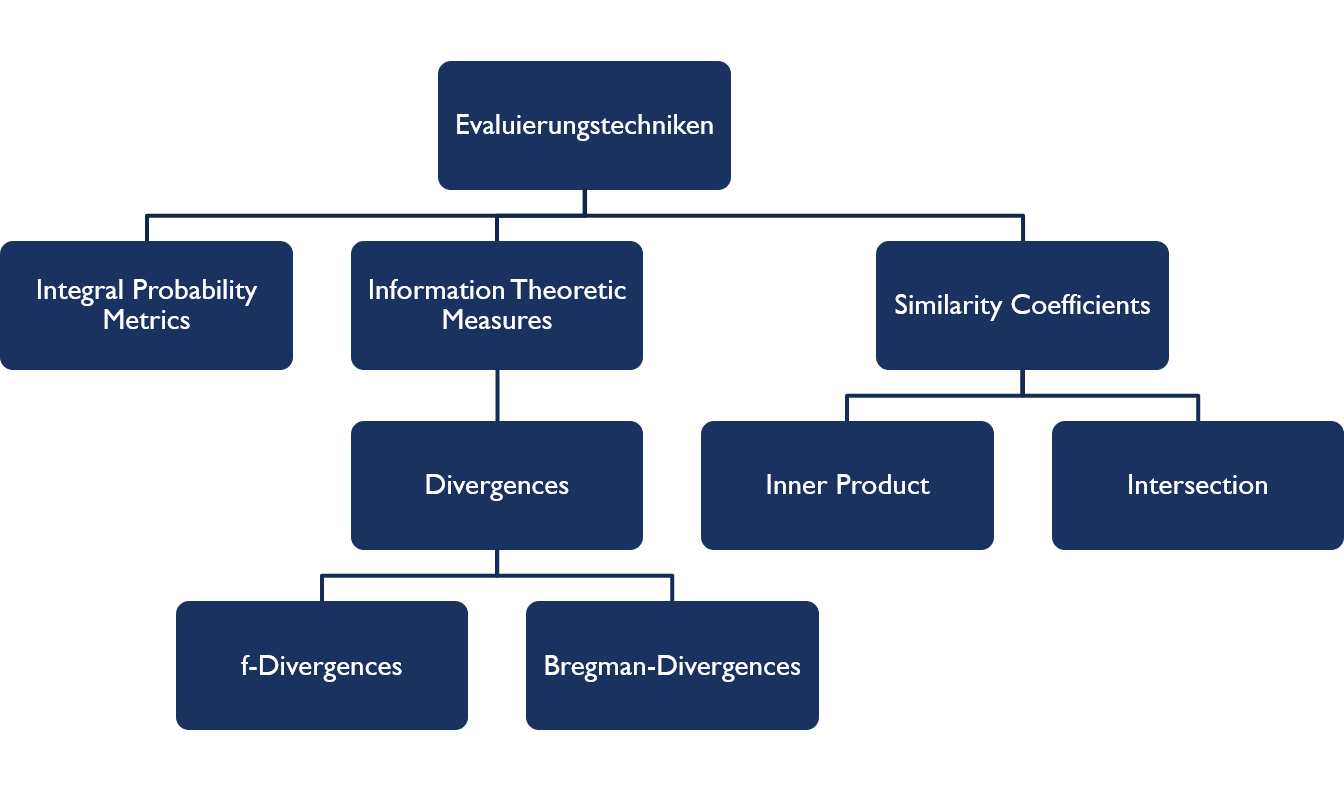 Evaluierungstechniken
Integral Probability
Metrics
Information Theoretic
Measures
Similarity Coefficients
Divergences
Inner Product
Intersection
f-Divergences
Bregman-Divergences